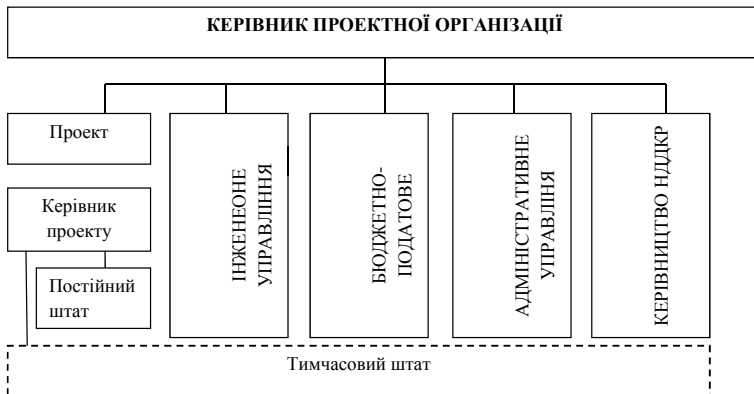 КЕРІВНИК ПРОЕКТНОЇ ОРГАНІЗАЦІЇ
Проект
Керівник
проекту
Постійний
штат
ІНЖЕНЕОНЕ
УПРАВЛІННЯ
БЮДЖЕТНО-
ПОДАТОВЕ
АДМІНІСТРАТИВНЕ
УПРАВЛІННЯ
КЕРІВНИЦТВО НДДКР
Тимчасовий штат